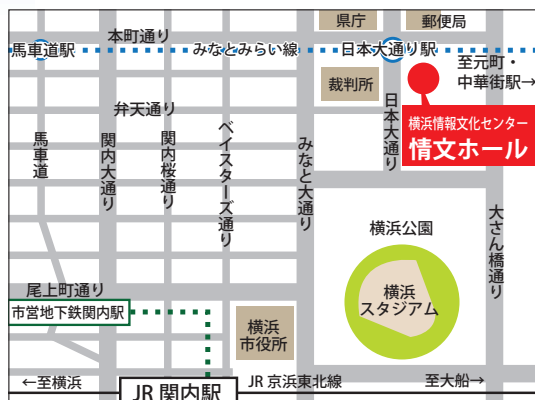 県庁
郵便局
本町通り
馬車道駅
みなとみらい線
日本大通り駅
至元町・
中華街駅→
裁判所
横浜情報文化センター
情文ホール
弁天通り
馬車道
関内大通り
関内桜通り
ベイスターズ通り
みなと大通り
日本大通り
大さん橋通り
横浜公園
横浜
スタジアム
尾上町通り
市営地下鉄関内駅
横浜
市役所
←至横浜
JR 関内駅
JR 京浜東北線
至大船→